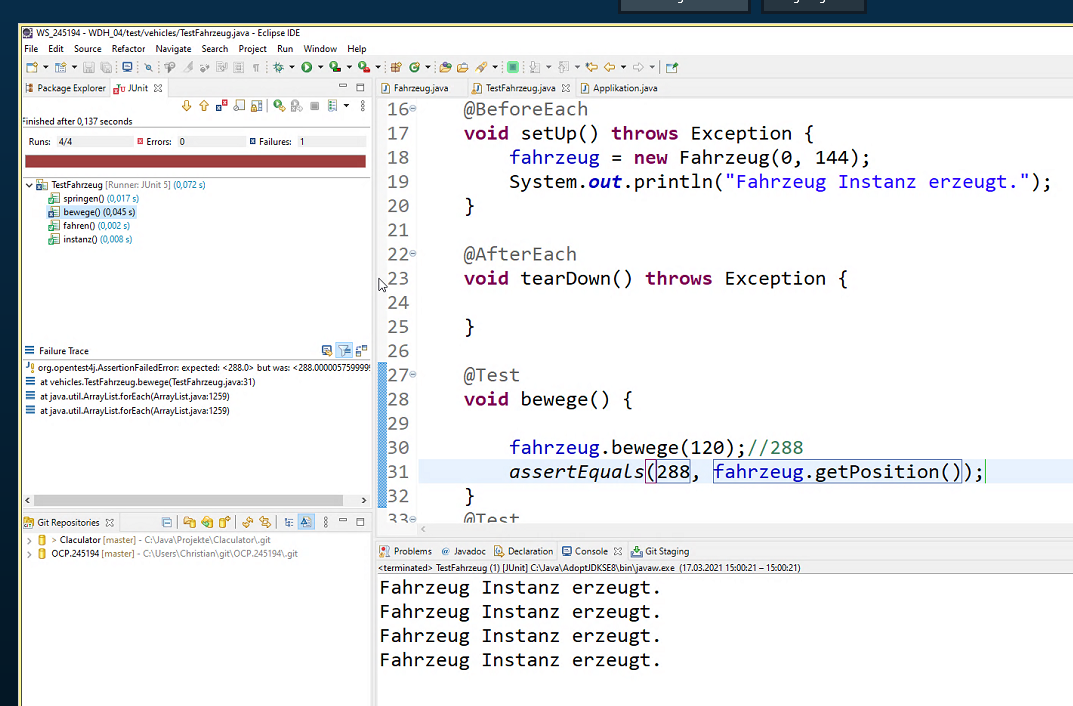 WS_245194 - WDH_04/test/vehicles/TestFahrzeug.java - Eclipse IDE
File Edit Source Refactor Navigate Search Project Run Window Help
Package Explorer JUnit
Finished after 0,137 seconds
Runs: 4/4 Errors: 0 Failures: 1
TestFahrzeug [Runner: JUnit 5] (0,072 s)
springen() (0,017 s)
bewege() (0,045 s)
fahren() (0,002 s)
instanz() (0,008 s)
Failure Trace
org.opentest4j.AssertionFailedError: expected: <288.0> but was: <288.000005759999
at vehicles.TestFahrzeug.bewege(TestFahrzeug.java:31)
at java.util.ArrayList.forEach(ArrayList.java:1259)
at java.util.ArrayList.forEach(ArrayList.java:1259)
Git Repositories
> Claculator [master] - C:\Java\Projekte\Claculator\.git
OCP.245194 [master] - C:\Users\Christian\git\OCP.245194\.git
Fahrzeug.java TestFahrzeug.java Applikation.java
16 @BeforeEach
17 void setUp() throws Exception {
18 fahrzeug = new Fahrzeug(0, 144);
19 System.out.println("Fahrzeug Instanz erzeugt.");
20 }
21
22 @AfterEach
23 void tearDown() throws Exception {
24
25 }
26
27 @Test
28 void bewege() {
29
30 fahrzeug.bewege(120);//288
31 assertEquals(288, fahrzeug.getPosition());
32 }
33 @Test
Problems Javadoc Declaration Console Git Staging
<terminated> TestFahrzeug (1) [JUnit] C:\Java\AdoptJDKSE8\bin\javaw.exe (17.03.2021 15:00:21 – 15:00:21)
Fahrzeug Instanz erzeugt.
Fahrzeug Instanz erzeugt.
Fahrzeug Instanz erzeugt.
Fahrzeug Instanz erzeugt.